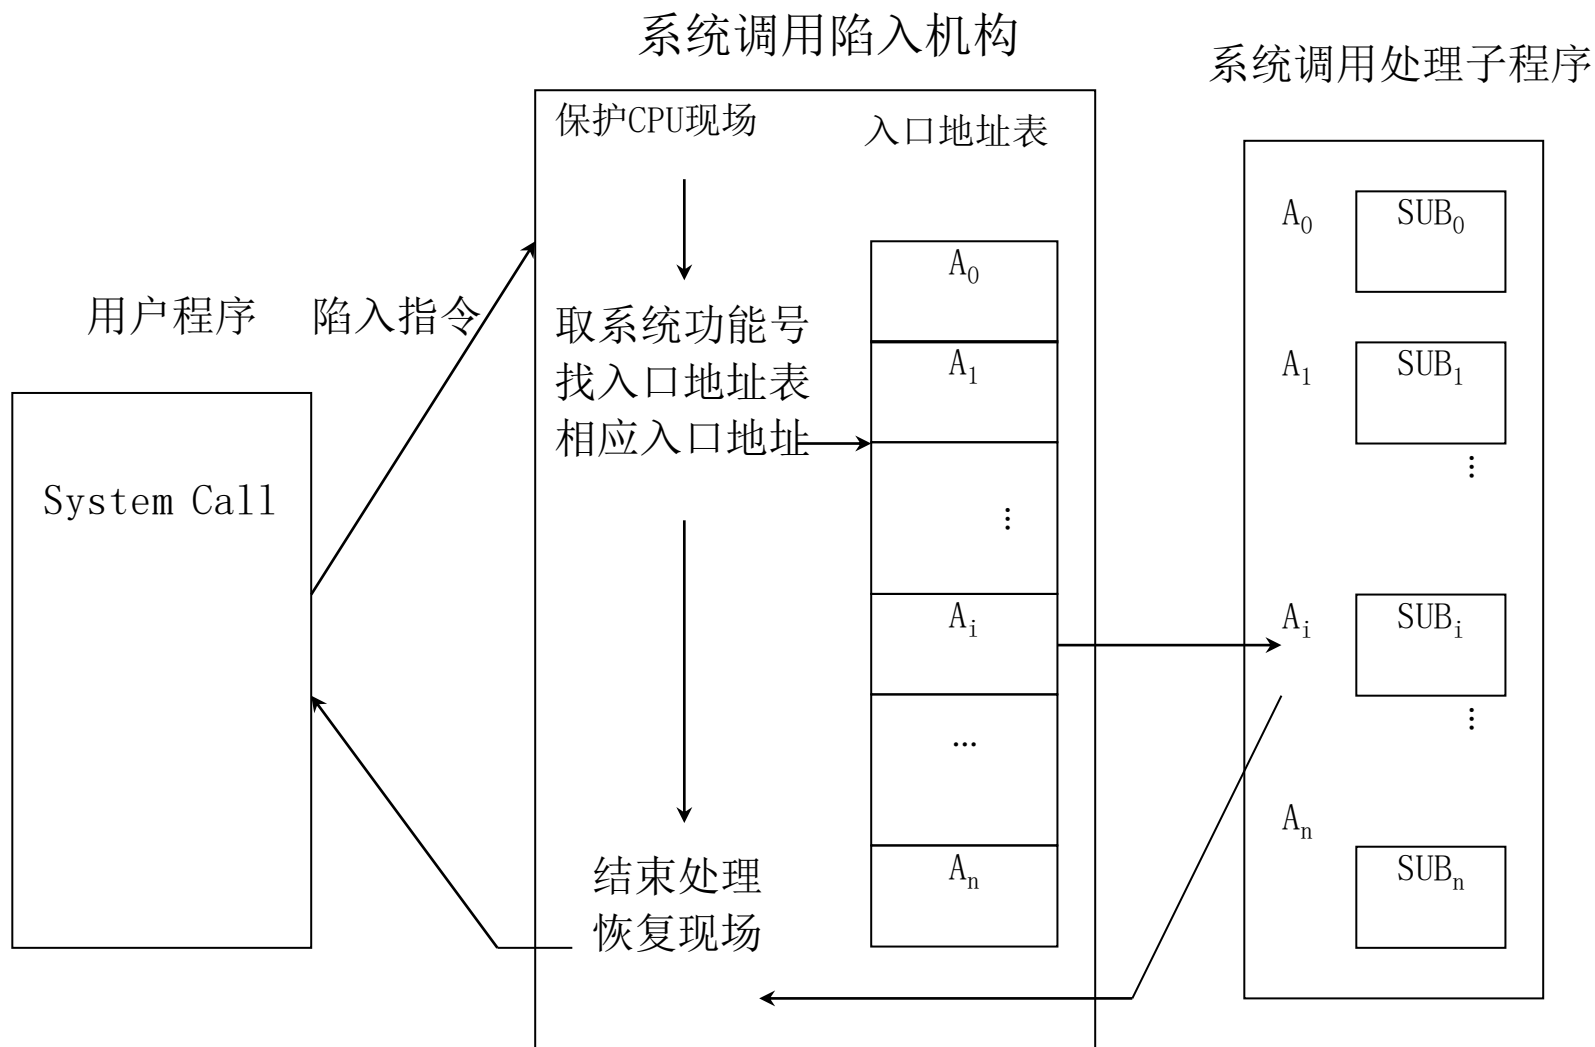 系统调用陷入机构
系统调用处理子程序
用户程序
陷入指令
System Call
保护CPU现场
取系统功能号
找入口地址表
相应入口地址
结束处理
恢复现场
入口地址表
A₀
A₁
⋮
Aᵢ
…
Aₙ
A₀ SUB₀
A₁ SUB₁
⋮
Aᵢ SUBᵢ
⋮
Aₙ
SUBₙ